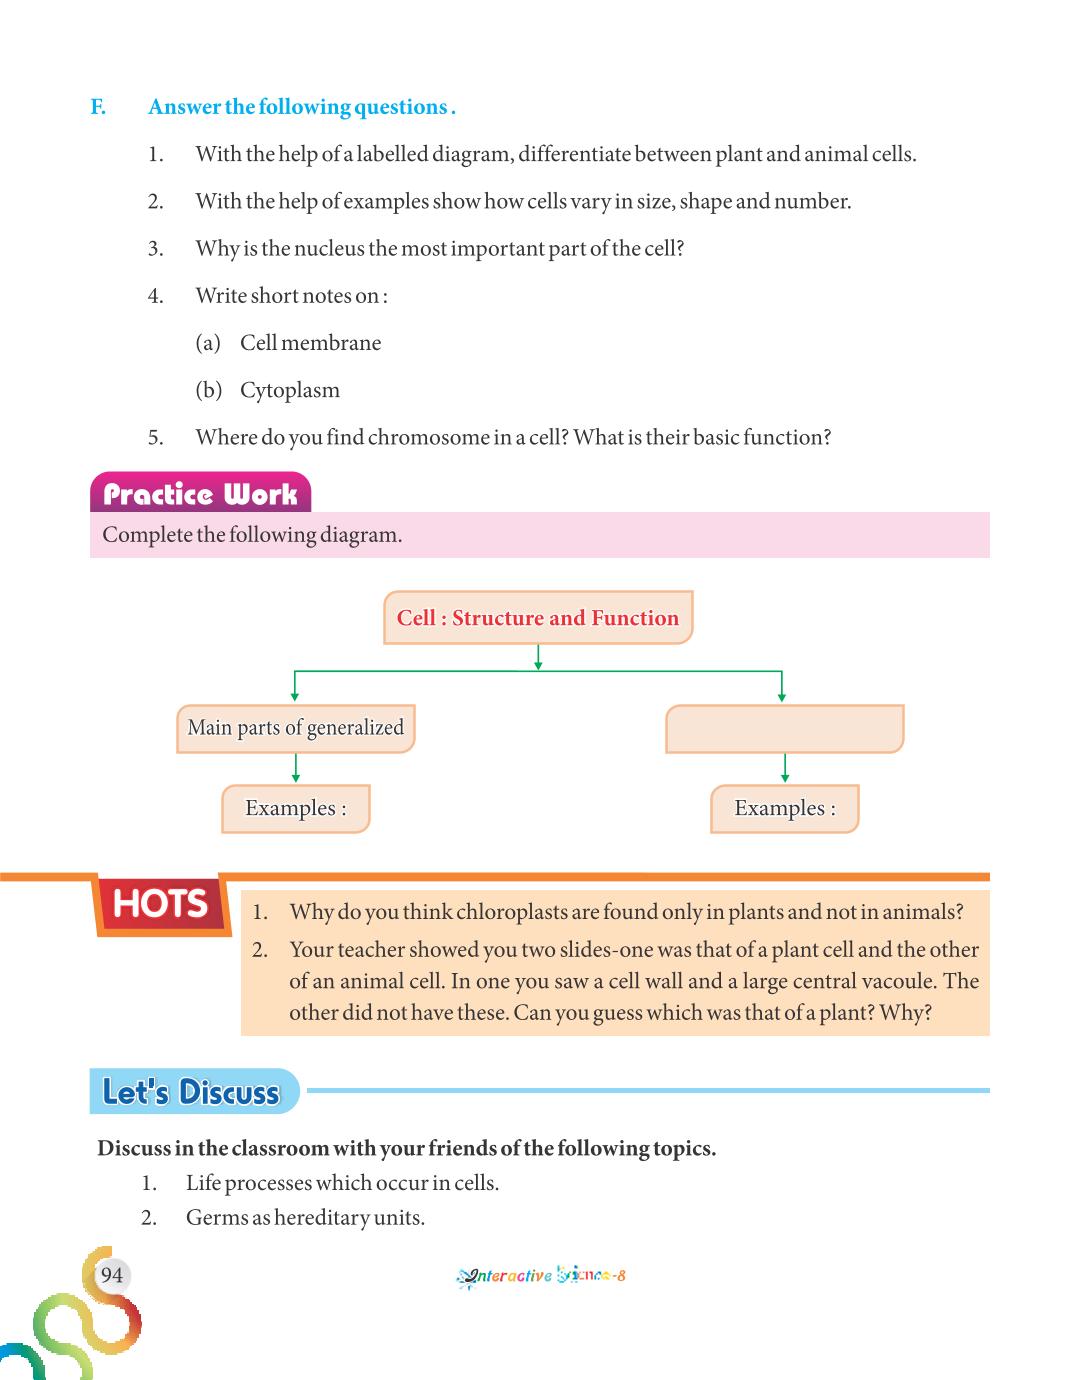 F. Answer the following questions .
1. With the help of a labelled diagram, differentiate between plant and animal cells.
2. With the help of examples show how cells vary in size, shape and number.
3. Why is the nucleus the most important part of the cell?
4. Write short notes on :
(a) Cell membrane
(b) Cytoplasm
5. Where do you find chromosome in a cell? What is their basic function?
Practice Work
Complete the following diagram.
Cell : Structure and Function
Main parts of generalized
Examples :
Examples :
HOTS
1. Why do you think chloroplasts are found only in plants and not in animals?
2. Your teacher showed you two slides-one was that of a plant cell and the other
of an animal cell. In one you saw a cell wall and a large central vacoule. The
other did not have these. Can you guess which was that of a plant? Why?
Let's Discuss
Discuss in the classroom with your friends of the following topics.
1. Life processes which occur in cells.
2. Germs as hereditary units.
94
Interactive Science-8